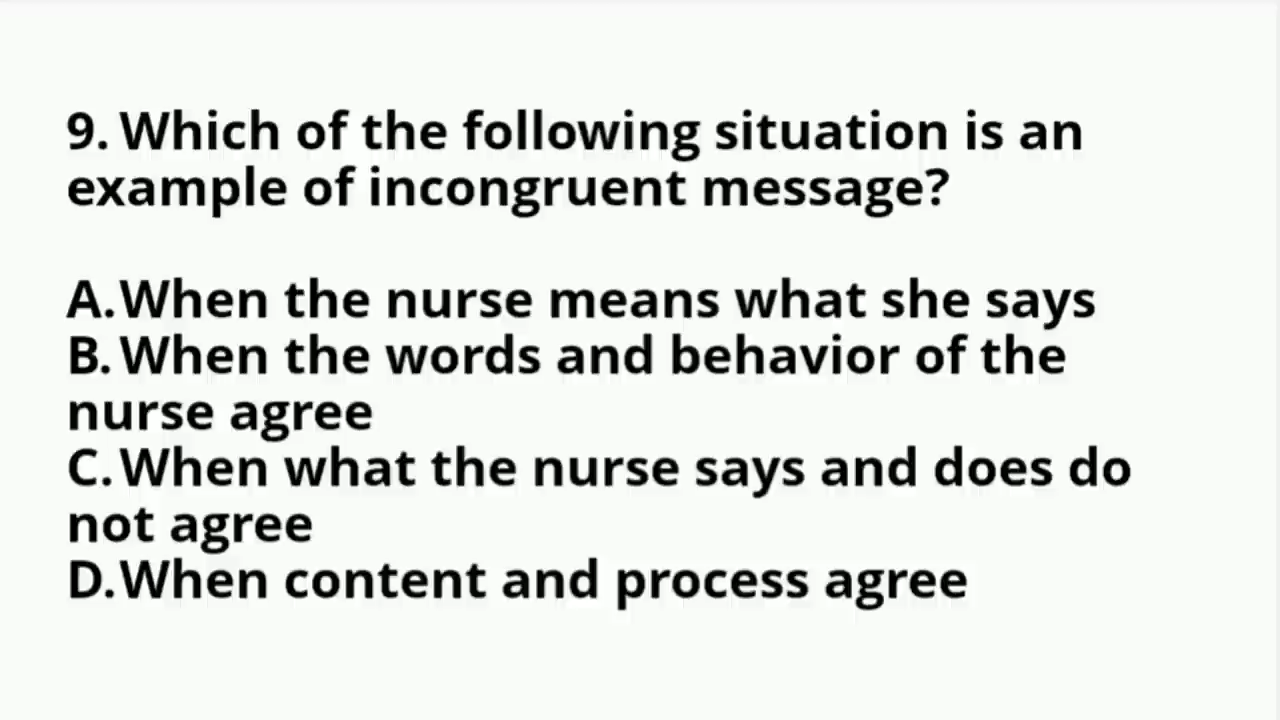 9. Which of the following situation is an
example of incongruent message?
A. When the nurse means what she says
B. When the words and behavior of the
nurse agree
C. When what the nurse says and does do
not agree
D. When content and process agree